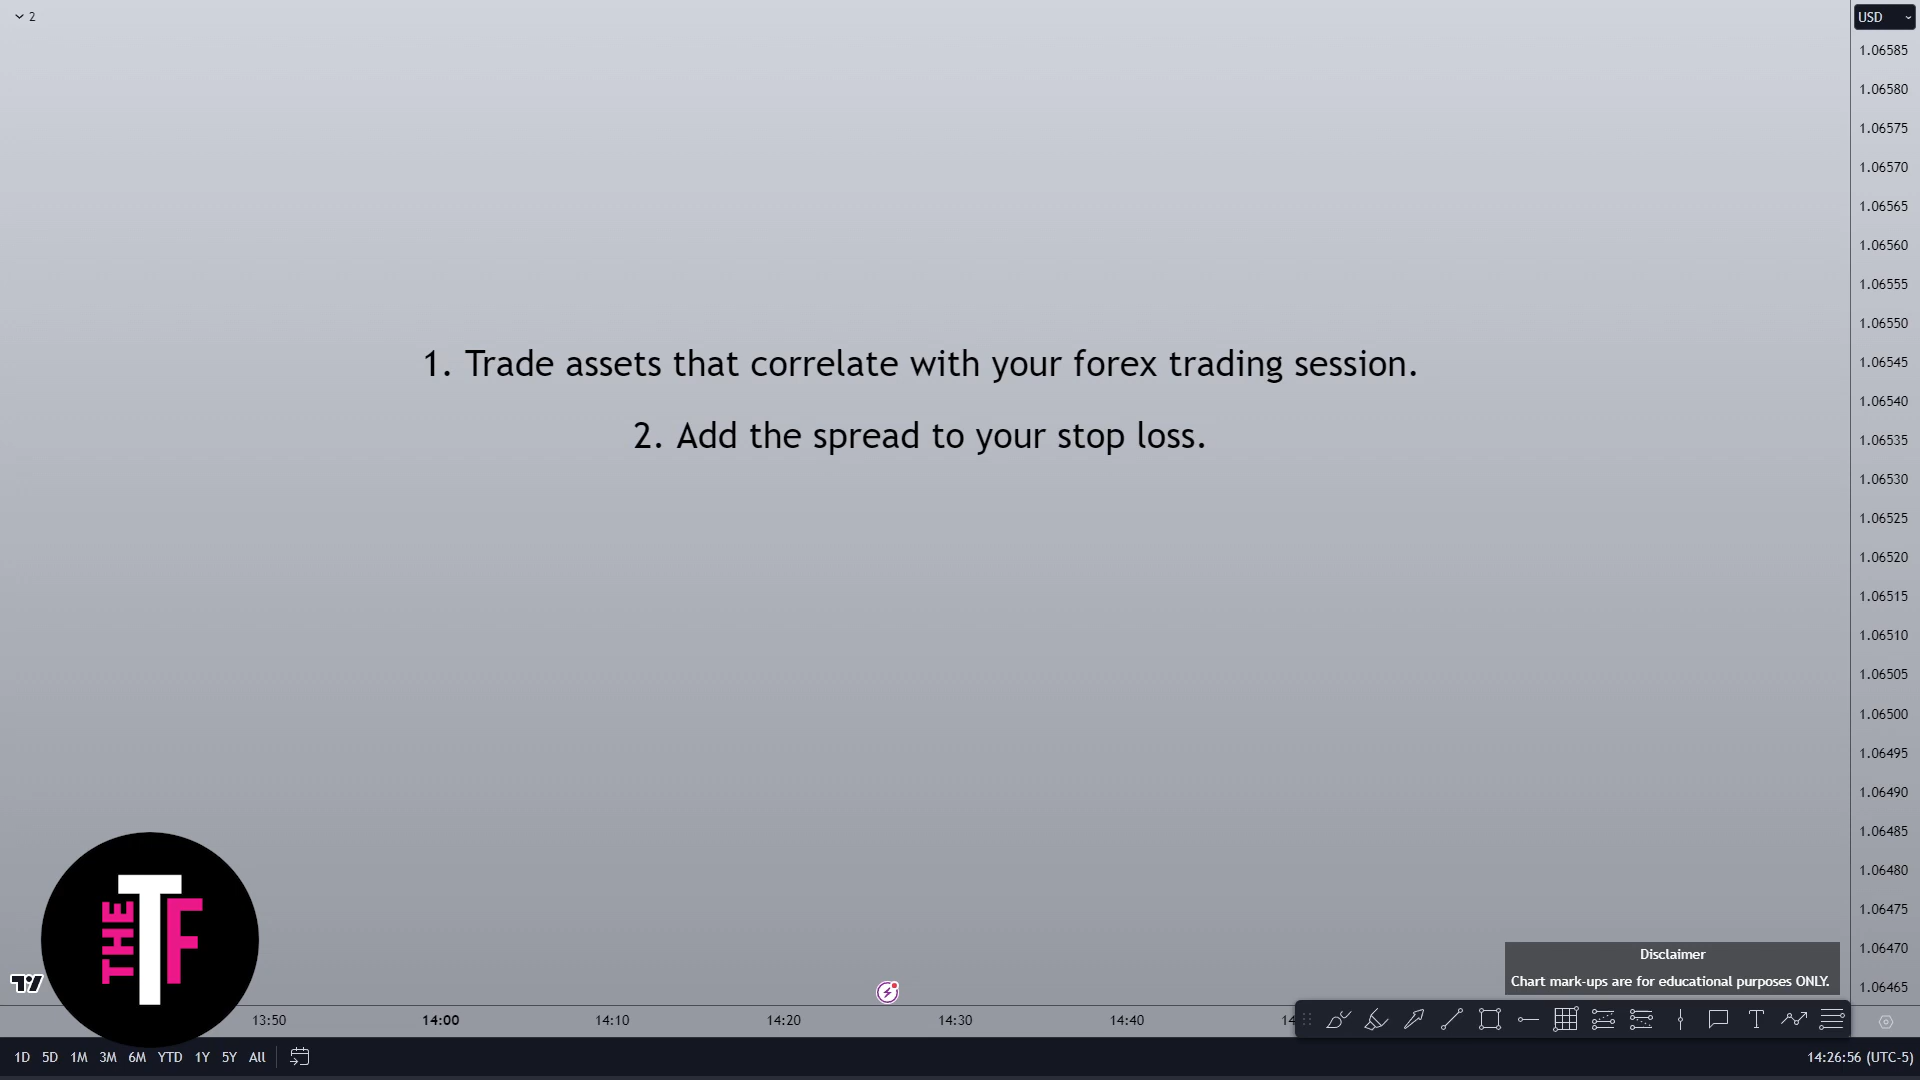 2
USD
1.06585
1.06580
1.06575
1.06570
1.06565
1.06560
1.06555
1.06550
1. Trade assets that correlate with your forex trading session.
1.06545
1.06540
2. Add the spread to your stop loss.
1.06535
1.06530
1.06525
1.06520
1.06515
1.06510
1.06505
1.06500
1.06495
1.06490
1.06485
1.06480
1.06475
1.06470
1.06465
THE TF
Disclaimer
Chart mark-ups are for educational purposes ONLY.
13:50 14:00 14:10 14:20 14:30 14:40
1D 5D 1M 3M 6M YTD 1Y 5Y All
14:26:56 (UTC-5)